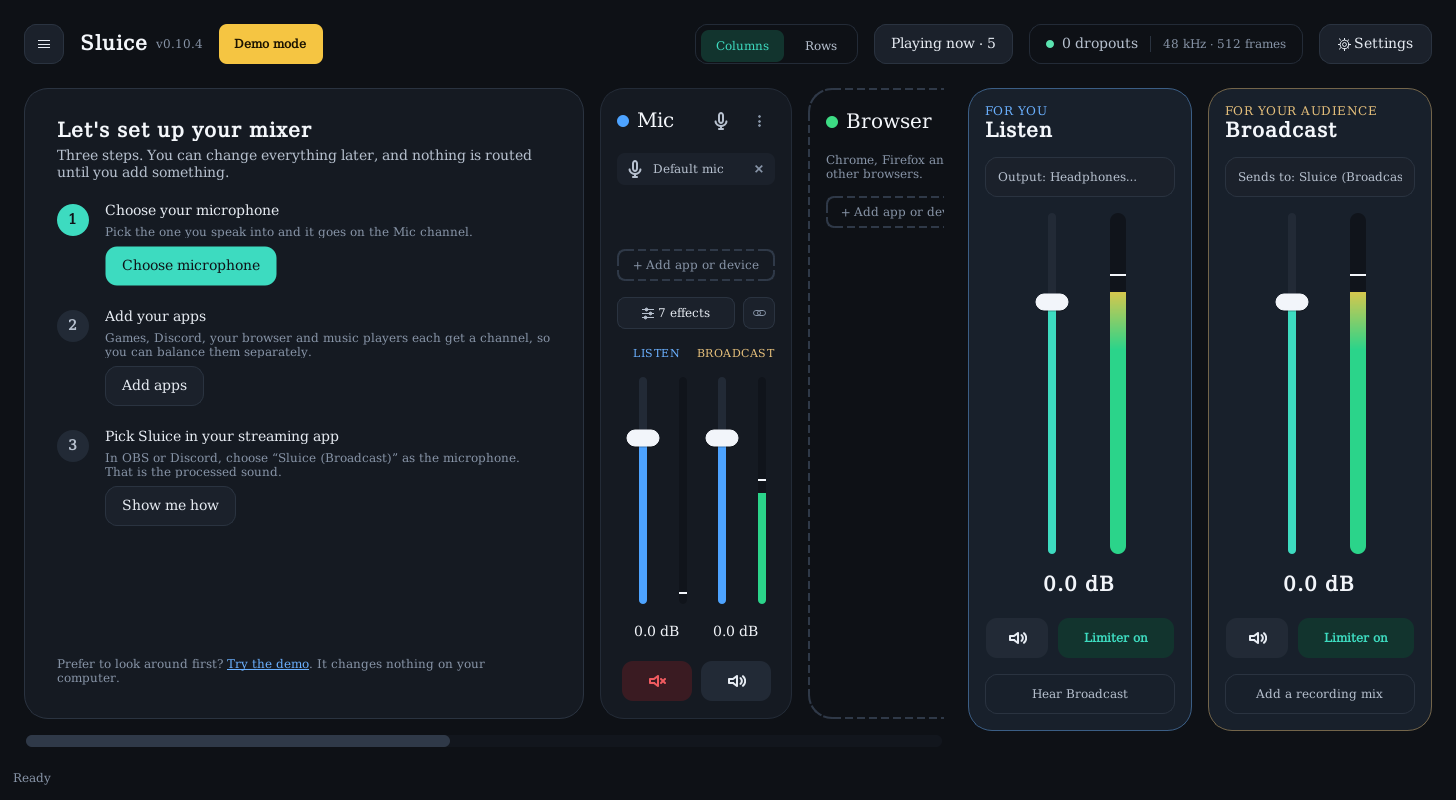 Sluice v0.10.4
Demo mode
Columns
Rows
Playing now · 5
0 dropouts
48 kHz · 512 frames
Settings
Let's set up your mixer
Three steps. You can change everything later, and nothing is routed
until you add something.
1
Choose your microphone
Pick the one you speak into and it goes on the Mic channel.
Choose microphone
2
Add your apps
Games, Discord, your browser and music players each get a channel, so
you can balance them separately.
Add apps
3
Pick Sluice in your streaming app
In OBS or Discord, choose “Sluice (Broadcast)” as the microphone.
That is the processed sound.
Show me how
Prefer to look around first? Try the demo. It changes nothing on your
computer.
Mic
Default mic
+ Add app or device
7 effects
LISTEN
BROADCAST
0.0 dB
0.0 dB
Browser
Chrome, Firefox an
other browsers.
+ Add app or de
FOR YOU
Listen
Output: Headphones...
0.0 dB
Limiter on
Hear Broadcast
FOR YOUR AUDIENCE
Broadcast
Sends to: Sluice (Broadcas
0.0 dB
Limiter on
Add a recording mix
Ready